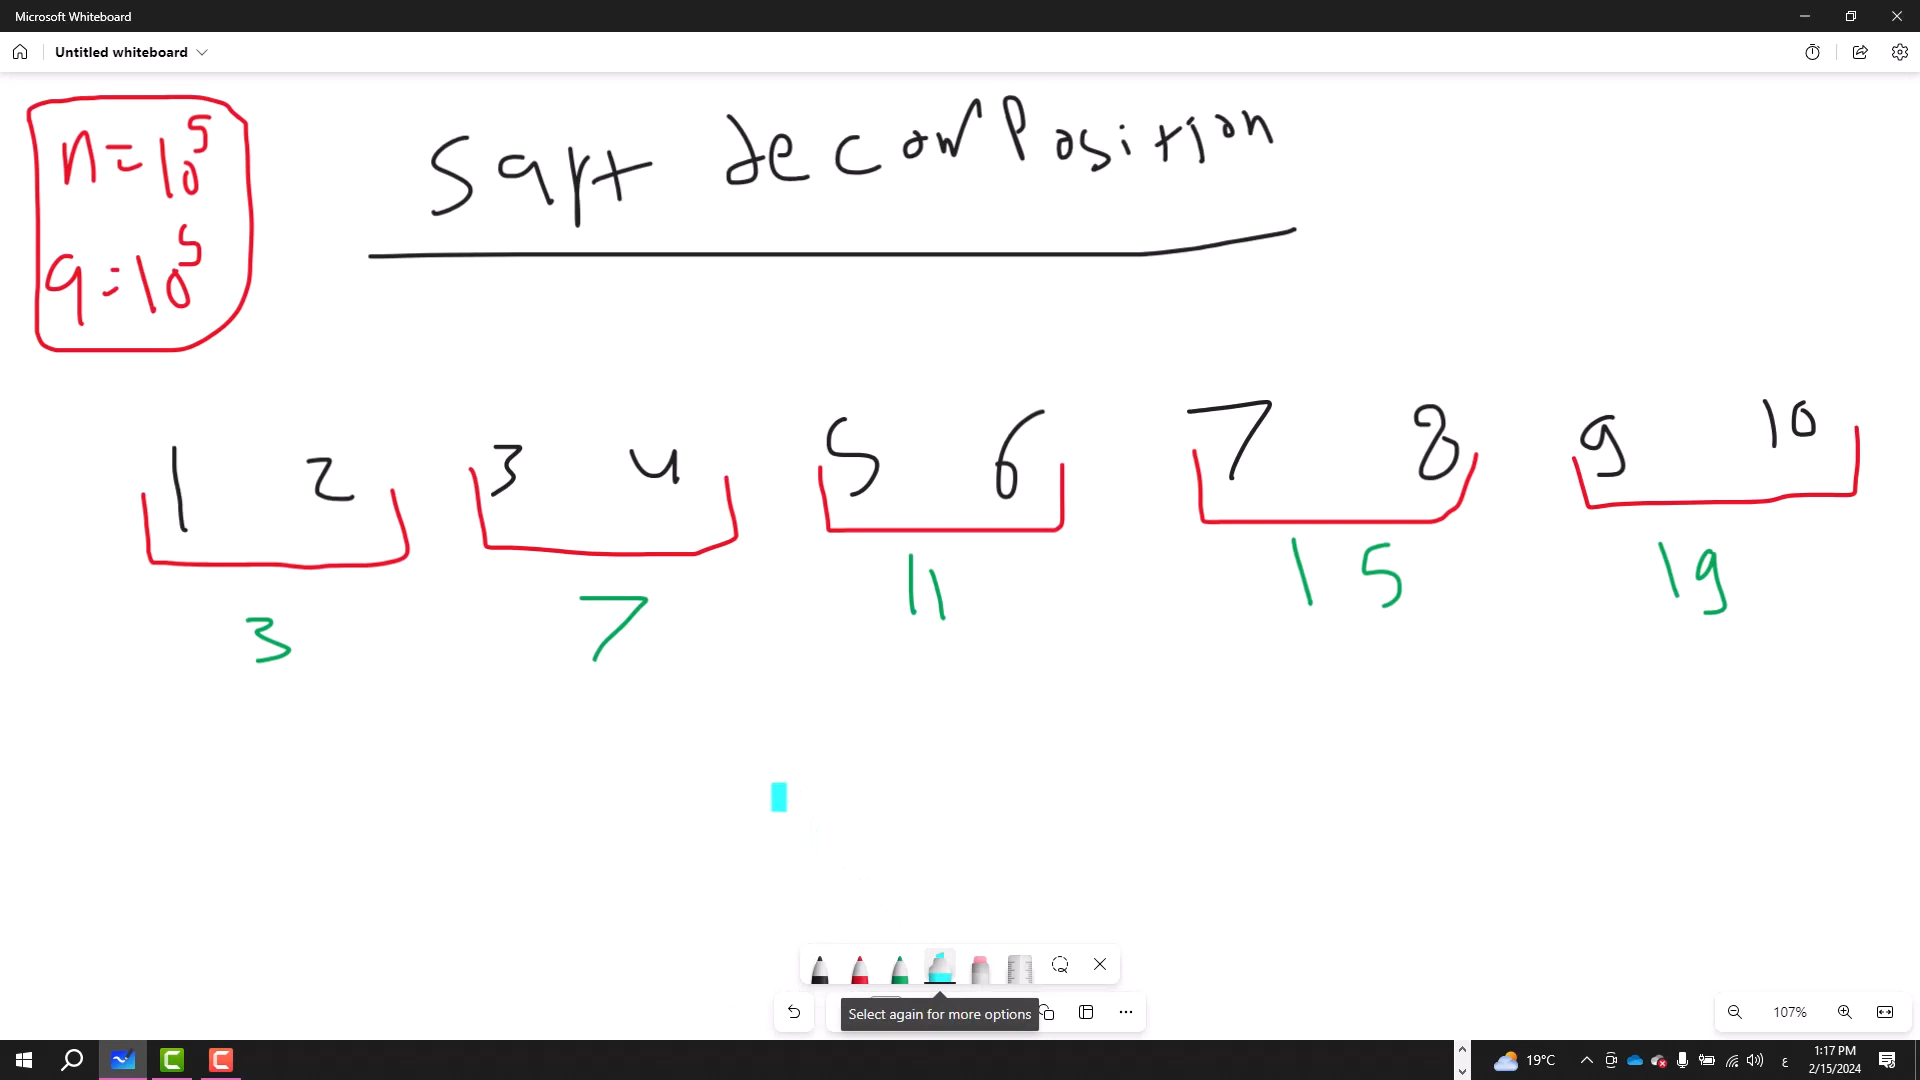 Microsoft Whiteboard
Untitled whiteboard
n=10^5
q=10^5
Sqrt decomPosition
1 2 3 4 5 6 7 8 9 10
3 7 11 15 19
Select again for more options
107%
19°C
ع
1:17 PM
2/15/2024